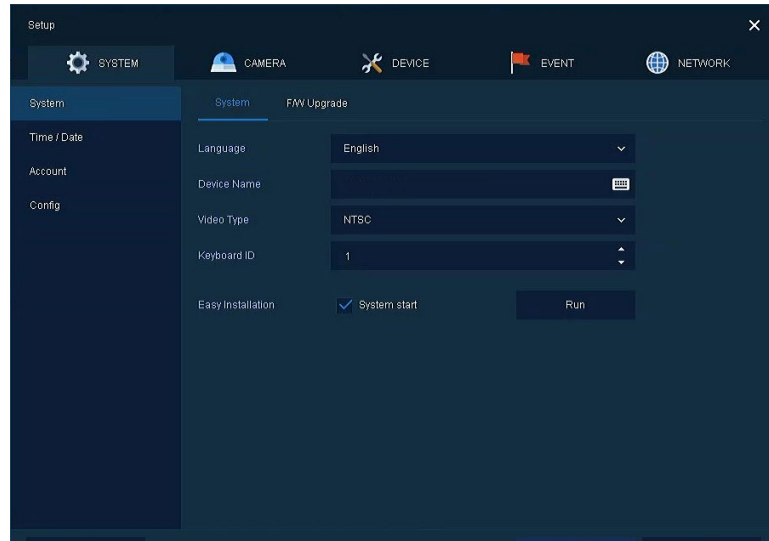 Setup
SYSTEM CAMERA DEVICE EVENT NETWORK
System
Time / Date
Account
Config
System F/W Upgrade
Language English
Device Name
Video Type NTSC
Keyboard ID 1
Easy Installation System start Run